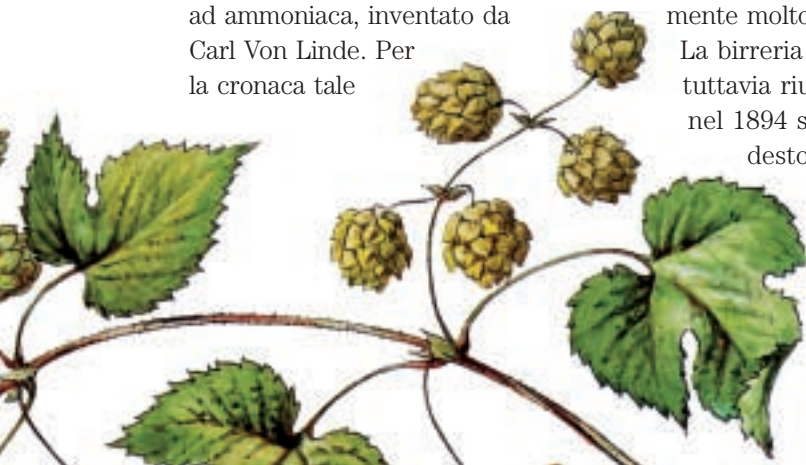 ad ammoniaca, inventato da
Carl Von Linde. Per
la cronaca tale
mente molto
La birreria
tuttavia riu
nel 1894 s
desto